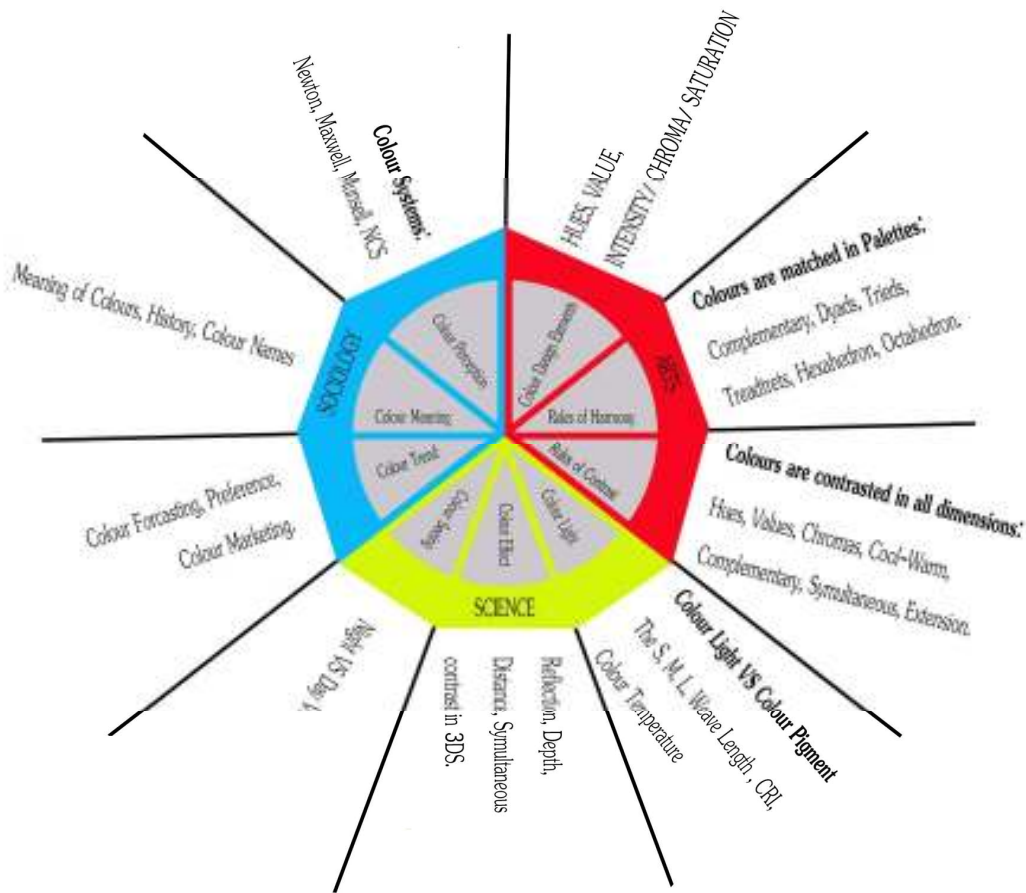 HUES, VALUE,
INTENSITY/ CHROMA/ SATURATION
Colours are matched in Palettes:
Complementary, Dyads, Trieds,
Treadtrets, Hexahedron, Octahedron.
Colours are contrasted in all dimensions:
Hues, Values, Chromas, Cool-Warm,
Complementary, Symultaneous, Extension.
Colour Light VS Colour Pigment
The S, M, L, Weave Length , CRI,
Colour Temperature
Reflection, Depth,
Distance, Symultaneous
contrast in 3DS.
Night VS Day
Colour Forcasting, Preference,
Colour Marketing.
Meaning of Colours, History, Colour Names
Colour Systems:
Newton, Maxwell, Munsell, NCS
ARTS
SCIENCE
SOCIOLOGY
Colour Design Elements
Rules of Harmony
Rules of Contrast
Colour Light
Colour Effect
Colour Seeing
Colour Trend
Colour Meaning
Colour Perception